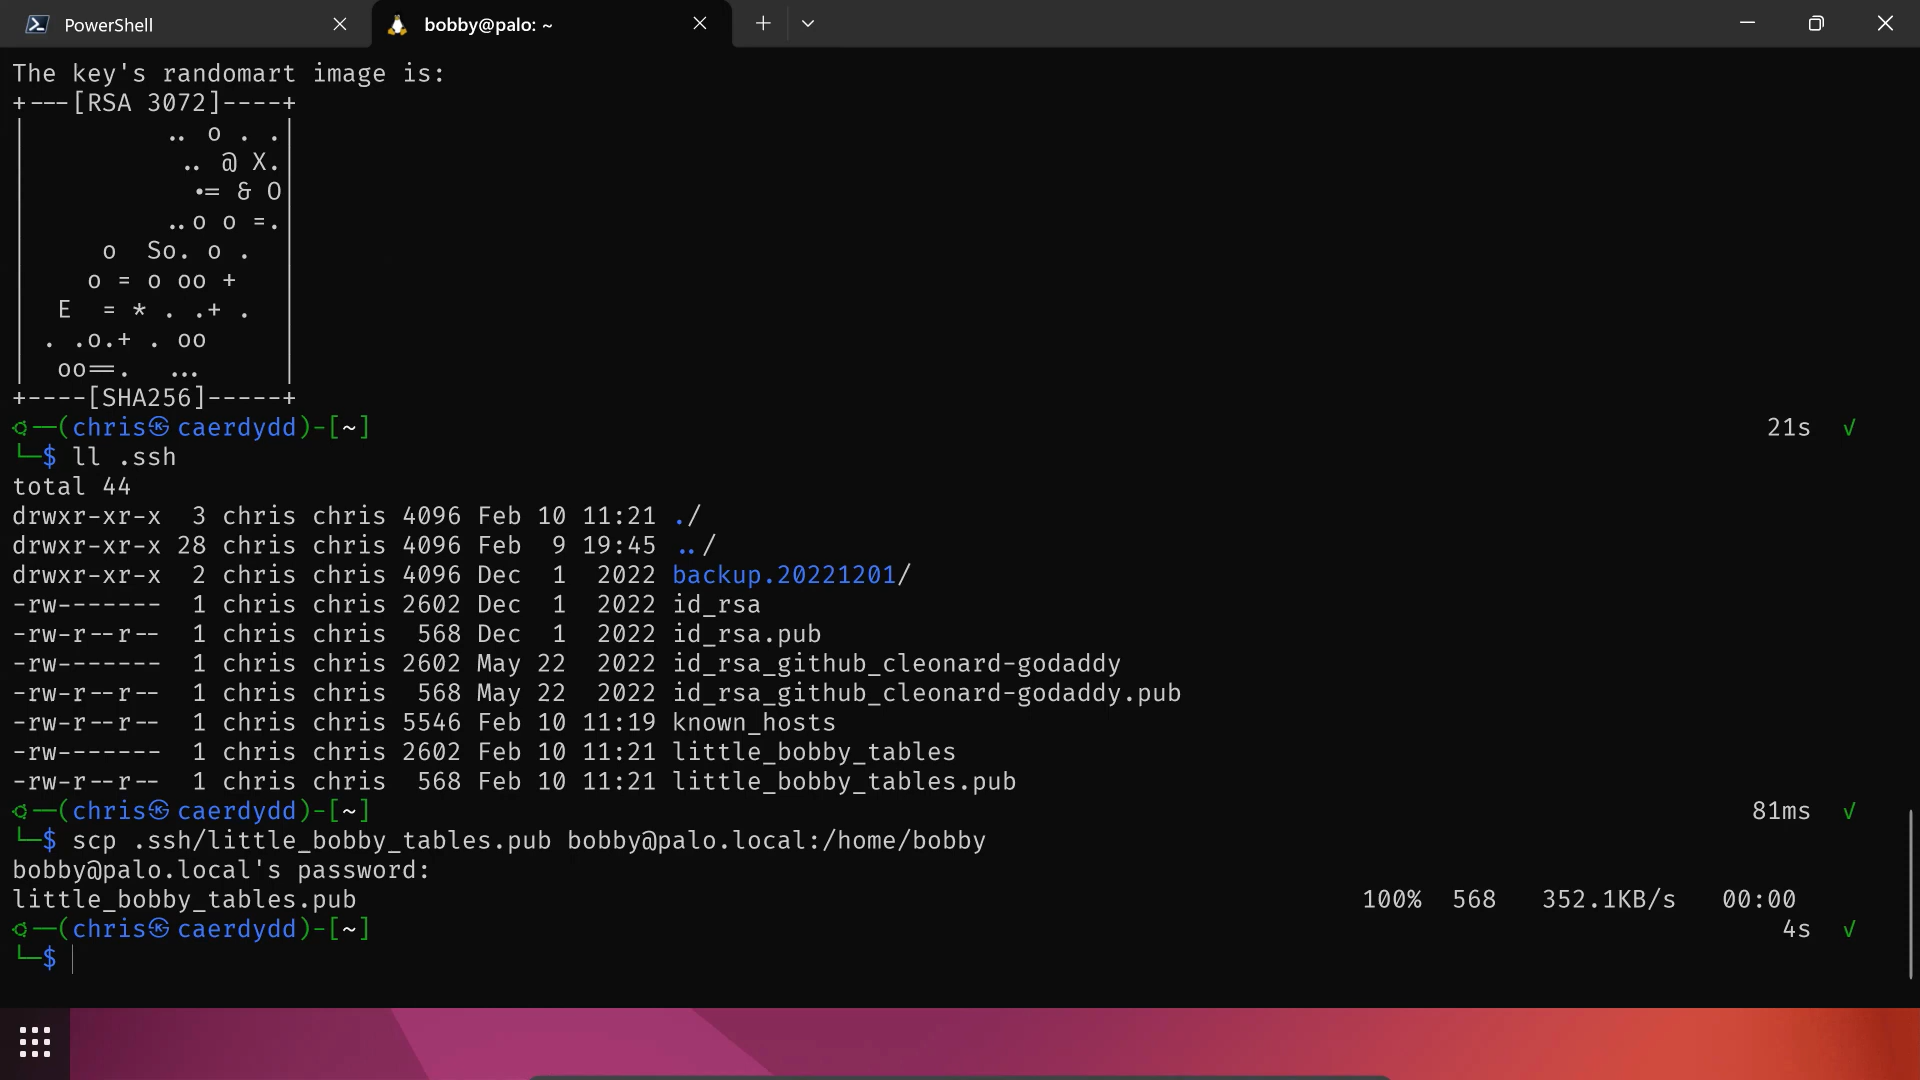 PowerShell
bobby@palo: ~
The key's randomart image is:
+---[RSA 3072]----+
|          .. o . .|
|           .. @ X.|
|            •= & O|
|          ..o o =.|
|     o  So. o .   |
|    o = o oo +    |
|  E  = * . .+ .   |
| . .o.+ . oo      |
|  oo==.   ...     |
+----[SHA256]-----+
(chris㉿caerdydd)-[~] 21s √
└─$ ll .ssh
total 44
drwxr-xr-x 3 chris chris 4096 Feb 10 11:21 ./
drwxr-xr-x 28 chris chris 4096 Feb 9 19:45 ../
drwxr-xr-x 2 chris chris 4096 Dec 1 2022 backup.20221201/
-rw------- 1 chris chris 2602 Dec 1 2022 id_rsa
-rw-r--r-- 1 chris chris 568 Dec 1 2022 id_rsa.pub
-rw------- 1 chris chris 2602 May 22 2022 id_rsa_github_cleonard-godaddy
-rw-r--r-- 1 chris chris 568 May 22 2022 id_rsa_github_cleonard-godaddy.pub
-rw-r--r-- 1 chris chris 5546 Feb 10 11:19 known_hosts
-rw------- 1 chris chris 2602 Feb 10 11:21 little_bobby_tables
-rw-r--r-- 1 chris chris 568 Feb 10 11:21 little_bobby_tables.pub
(chris㉿caerdydd)-[~] 81ms √
└─$ scp .ssh/little_bobby_tables.pub bobby@palo.local:/home/bobby
bobby@palo.local's password:
little_bobby_tables.pub 100% 568 352.1KB/s 00:00
(chris㉿caerdydd)-[~] 4s √
└─$